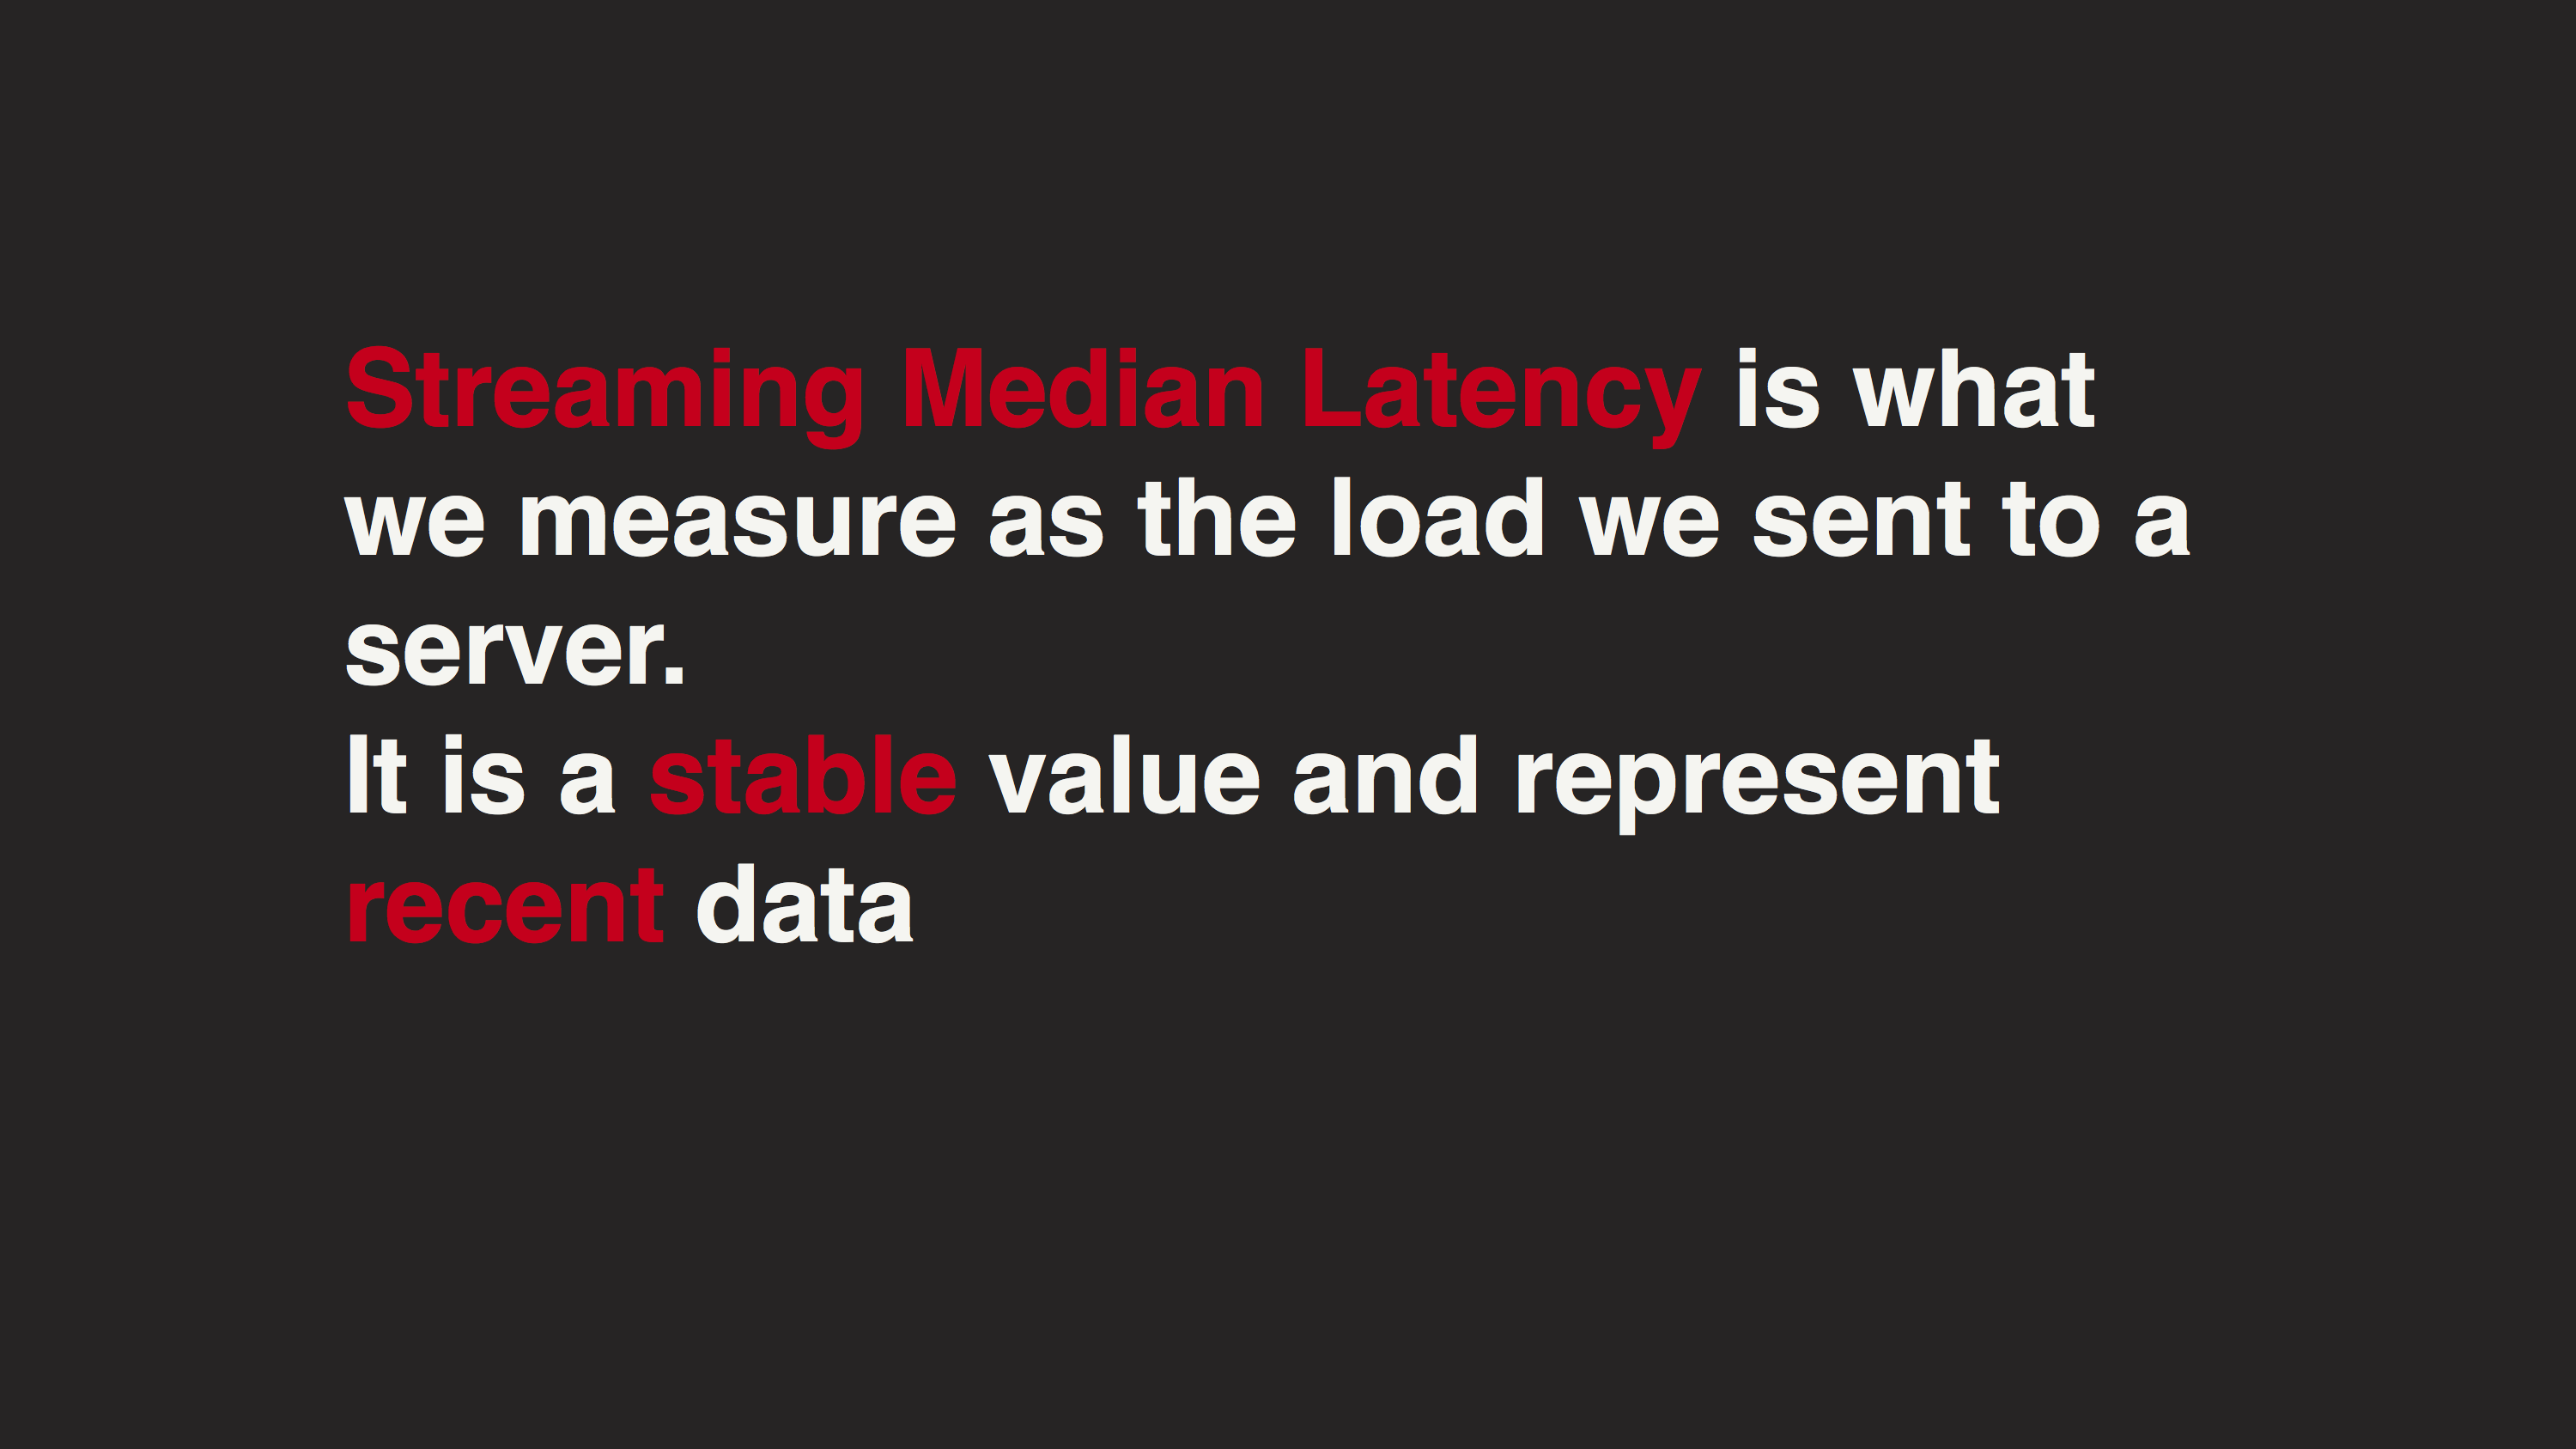 Streaming Median Latency is what
we measure as the load we sent to a
server.
It is a stable value and represent
recent data